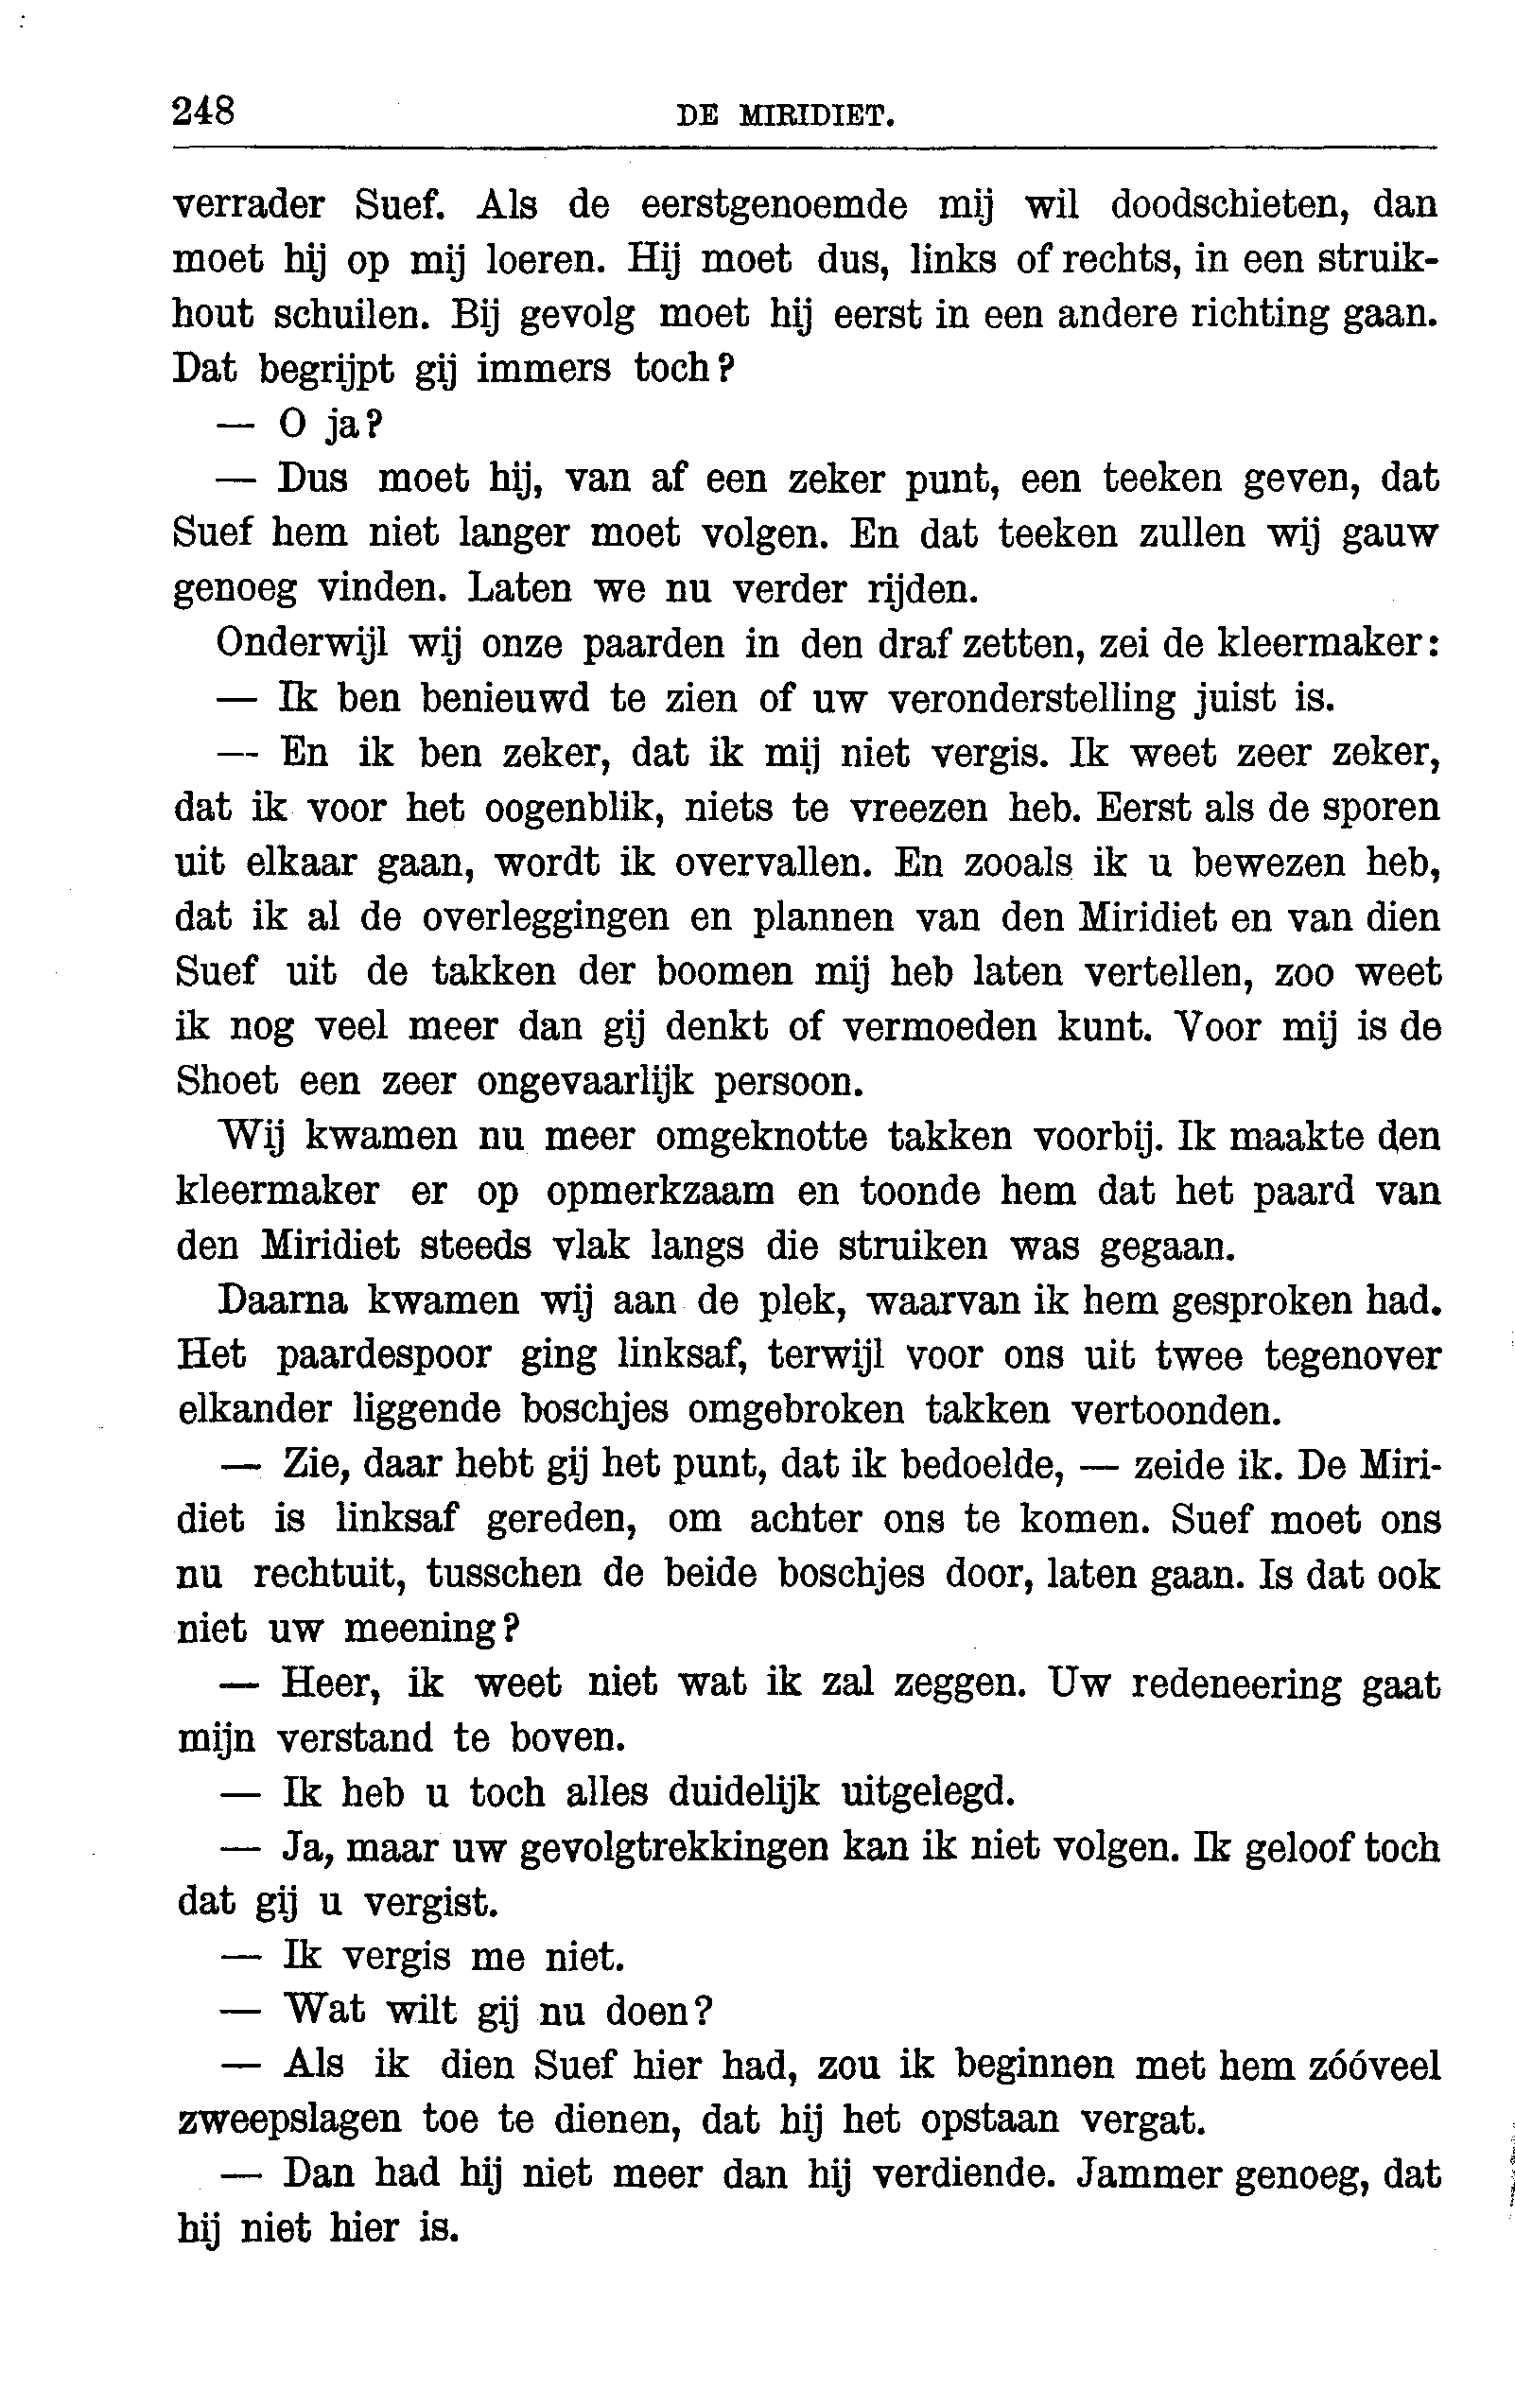 248 DE MIRIDIET.
verrader Suef. Als de eerstgenoemde mij wil doodschieten, dan
moet hij op mij loeren. Hij moet dus, links of rechts, in een struik-
hout schuilen. Bij gevolg moet hij eerst in een andere richting gaan.
Dat begrijpt gij immers toch?
— O ja?
— Dus moet hij, van af een zeker punt, een teeken geven, dat
Suef hem niet langer moet volgen. En dat teeken zullen wij gauw
genoeg vinden. Laten we nu verder rijden.
Onderwijl wij onze paarden in den draf zetten, zei de kleermaker:
— Ik ben benieuwd te zien of uw veronderstelling juist is.
— En ik ben zeker, dat ik mij niet vergis. Ik weet zeer zeker,
dat ik voor het oogenblik, niets te vreezen heb. Eerst als de sporen
uit elkaar gaan, wordt ik overvallen. En zooals ik u bewezen heb,
dat ik al de overleggingen en plannen van den Miridiet en van dien
Suef uit de takken der boomen mij heb laten vertellen, zoo weet
ik nog veel meer dan gij denkt of vermoeden kunt. Voor mij is de
Shoet een zeer ongevaarlijk persoon.
Wij kwamen nu meer omgeknotte takken voorbij. Ik maakte den
kleermaker er op opmerkzaam en toonde hem dat het paard van
den Miridiet steeds vlak langs die struiken was gegaan.
Daarna kwamen wij aan de plek, waarvan ik hem gesproken had.
Het paardespoor ging linksaf, terwijl voor ons uit twee tegenover
elkander liggende boschjes omgebroken takken vertoonden.
— Zie, daar hebt gij het punt, dat ik bedoelde, — zeide ik. De Miri-
diet is linksaf gereden, om achter ons te komen. Suef moet ons
nu rechtuit, tusschen de beide boschjes door, laten gaan. Is dat ook
niet uw meening?
— Heer, ik weet niet wat ik zal zeggen. Uw redeneering gaat
mijn verstand te boven.
— Ik heb u toch alles duidelijk uitgelegd.
— Ja, maar uw gevolgtrekkingen kan ik niet volgen. Ik geloof toch
dat gij u vergist.
— Ik vergis me niet.
— Wat wilt gij nu doen?
— Als ik dien Suef hier had, zou ik beginnen met hem zóóveel
zweepslagen toe te dienen, dat hij het opstaan vergat.
— Dan had hij niet meer dan hij verdiende. Jammer genoeg, dat
hij niet hier is.